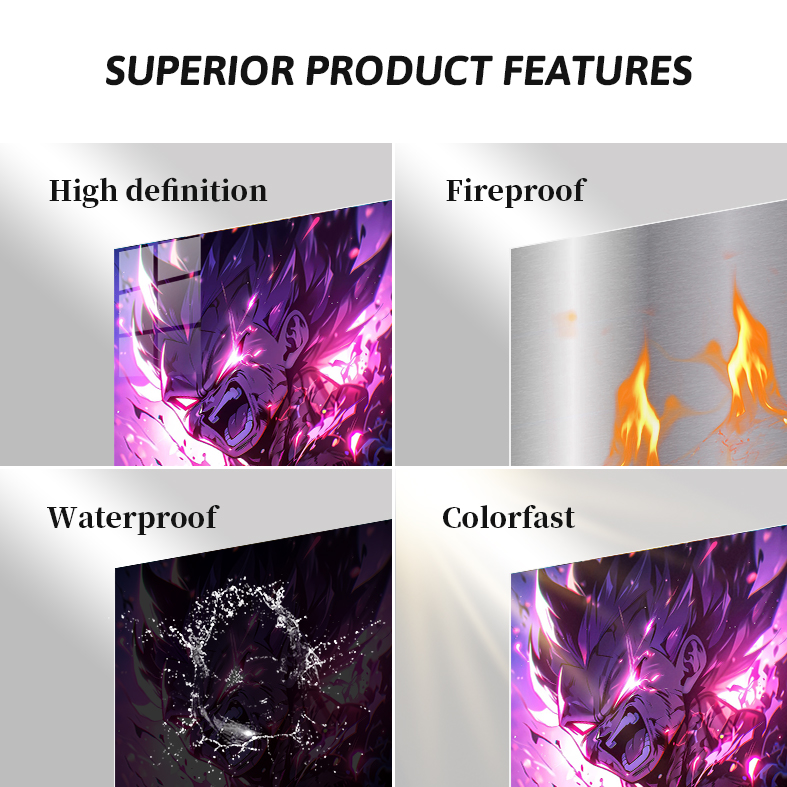 SUPERIOR PRODUCT FEATURES
High definition
Fireproof
Waterproof
Colorfast